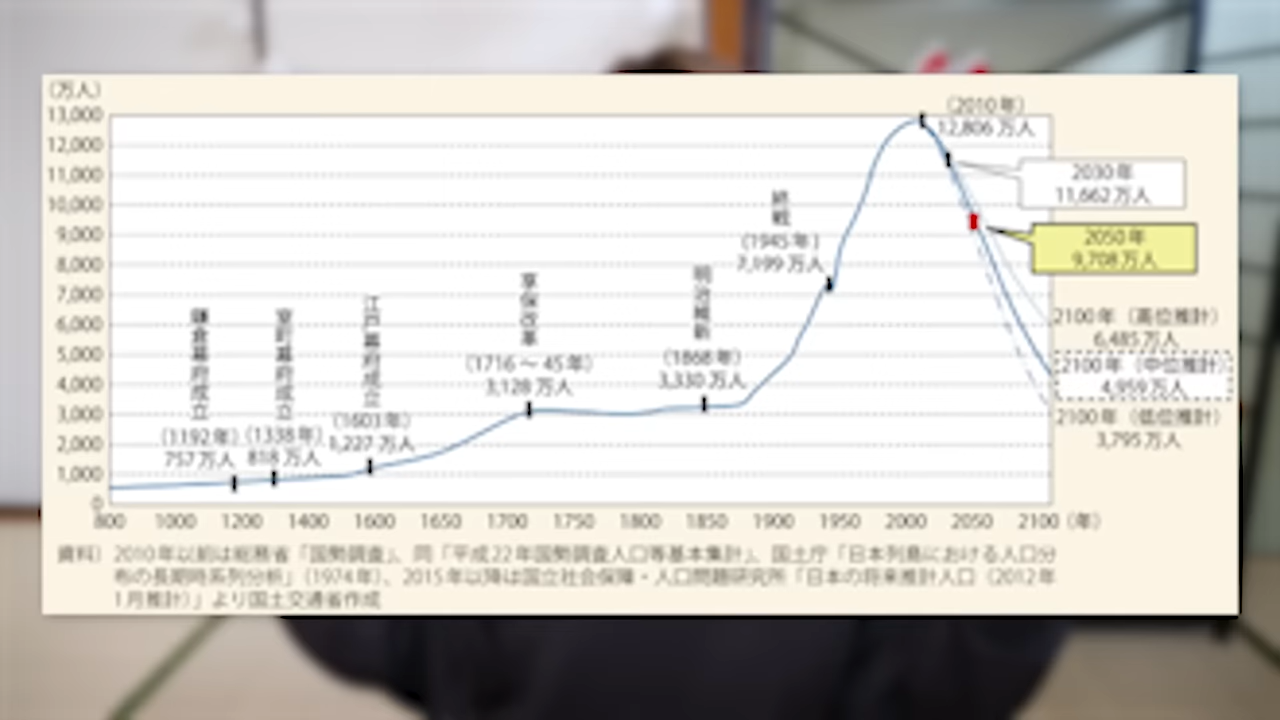 (万人)
13,000
12,000
11,000
10,000
9,000
8,000
7,000
6,000
5,000
4,000
3,000
2,000
1,000
0
800 1000 1200 1400 1600 1650 1700 1750 1800 1850 1900 1950 2000 2050 2100(年)
鎌倉幕府成立
(1192年)
757万人
室町幕府成立
(1338年)
818万人
江戸幕府成立
(1603年)
1,227万人
享保改革
(1716〜45年)
3,128万人
明治維新
(1868年)
3,330万人
終戦
(1945年)
7,199万人
(2010年)
12,806万人
2030年
11,662万人
2050年
9,708万人
2100年(高位推計)
6,485万人
2100年(中位推計)
4,959万人
2100年(低位推計)
3,795万人
資料)2010年以前は総務省「国勢調査」、同「平成22年国勢調査人口等基本集計」、国土庁「日本列島における人口分
布の長期時系列分析」(1974年)、2015年以降は国立社会保障・人口問題研究所「日本の将来推計人口(2012年
1月推計)」より国土交通省作成